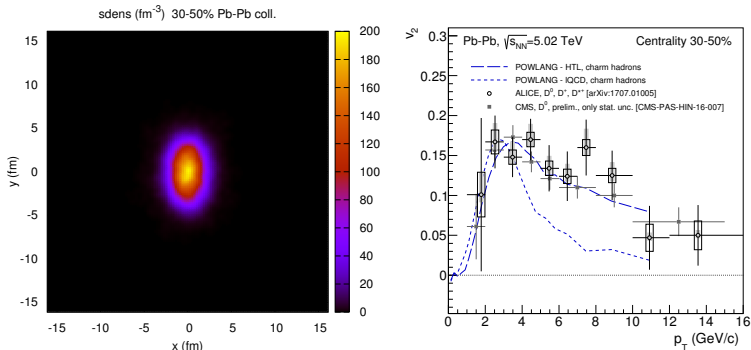 sdens (fm-3) 30-50% Pb-Pb coll.
15
10
5
0
-5
-10
-15
y (fm)
-15 -10 -5 0 5 10 15
x (fm)
200
180
160
140
120
100
80
60
40
20
0
v2
0.3
0.2
0.15
0.1
0.05
0
Pb-Pb, √sNN=5.02 TeV Centrality 30-50%
POWLANG - HTL, charm hadrons
POWLANG - lQCD, charm hadrons
ALICE, D0, D+, D*+ [arXiv:1707.01005]
CMS, D0, prelim., only stat. unc. [CMS-PAS-HIN-16-007]
0 2 4 6 8 10 12 14 16
pT (GeV/c)